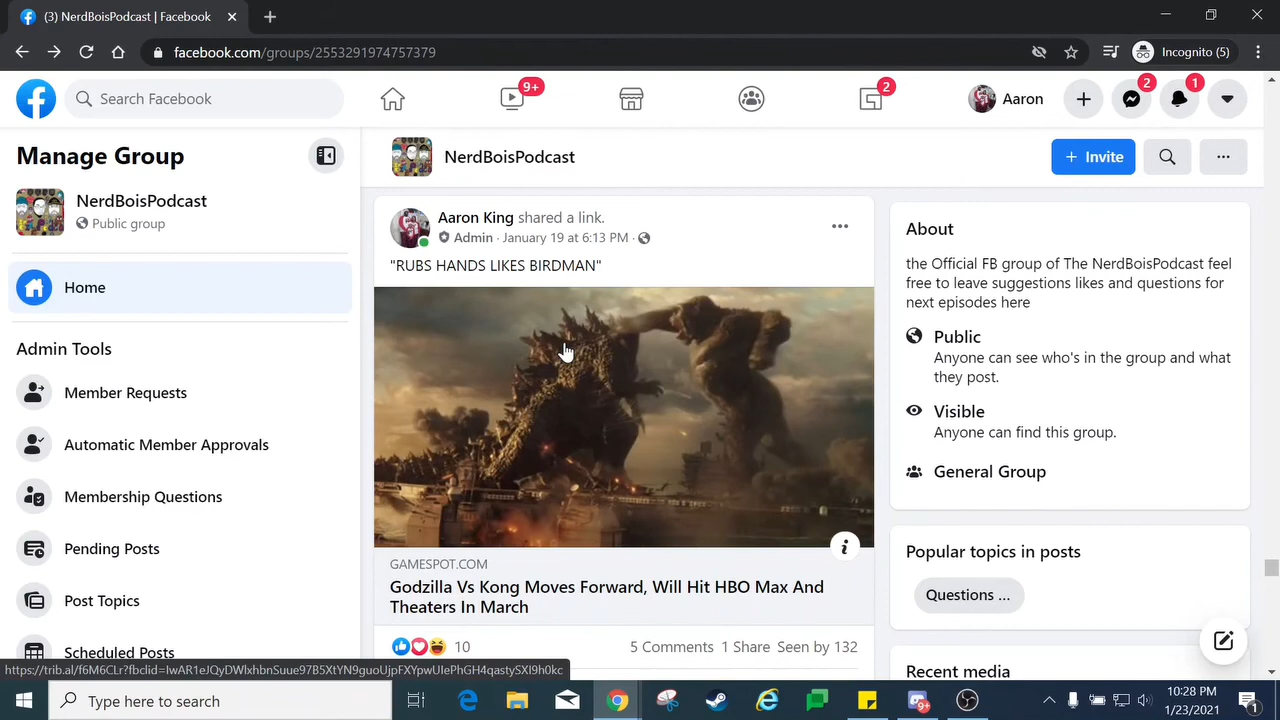 (3) NerdBoisPodcast | Facebook
facebook.com/groups/2553291974757379
Incognito (5)
Search Facebook
9+
2
Aaron
2
1
Manage Group
NerdBoisPodcast
Public group
Home
Admin Tools
Member Requests
Automatic Member Approvals
Membership Questions
Pending Posts
Post Topics
Scheduled Posts
NerdBoisPodcast
+ Invite
Aaron King shared a link.
Admin · January 19 at 6:13 PM ·
"RUBS HANDS LIKES BIRDMAN"
GAMESPOT.COM
Godzilla Vs Kong Moves Forward, Will Hit HBO Max And
Theaters In March
10
5 Comments 1 Share Seen by 132
About
the Official FB group of The NerdBoisPodcast feel
free to leave suggestions likes and questions for
next episodes here
Public
Anyone can see who's in the group and what
they post.
Visible
Anyone can find this group.
General Group
Popular topics in posts
Questions ...
Recent media
Type here to search
9+
10:28 PM
1/23/2021
1